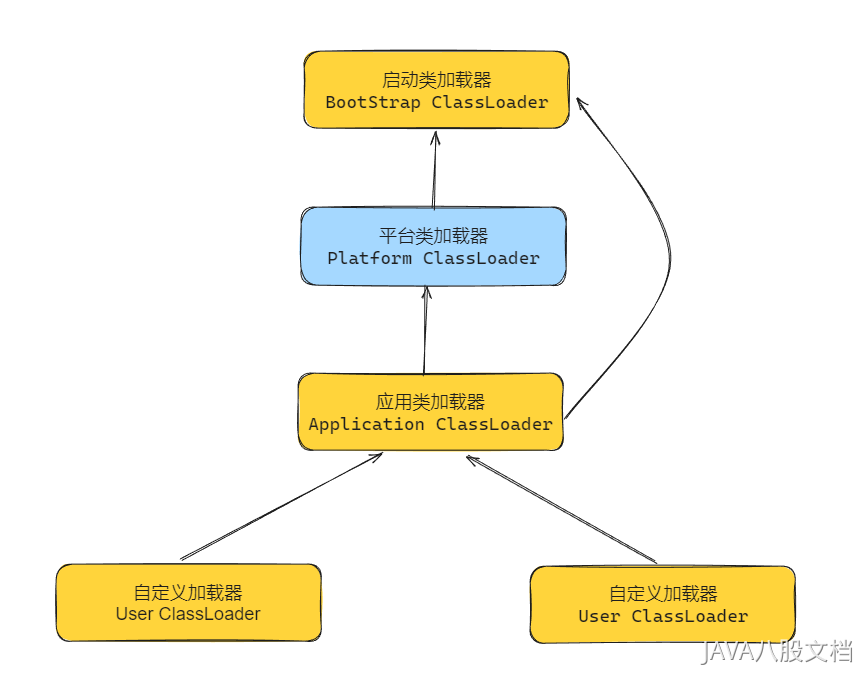 启动类加载器
BootStrap ClassLoader
平台类加载器
Platform ClassLoader
应用类加载器
Application ClassLoader
自定义加载器
User ClassLoader
自定义加载器
User ClassLoader
JAVA八股文档